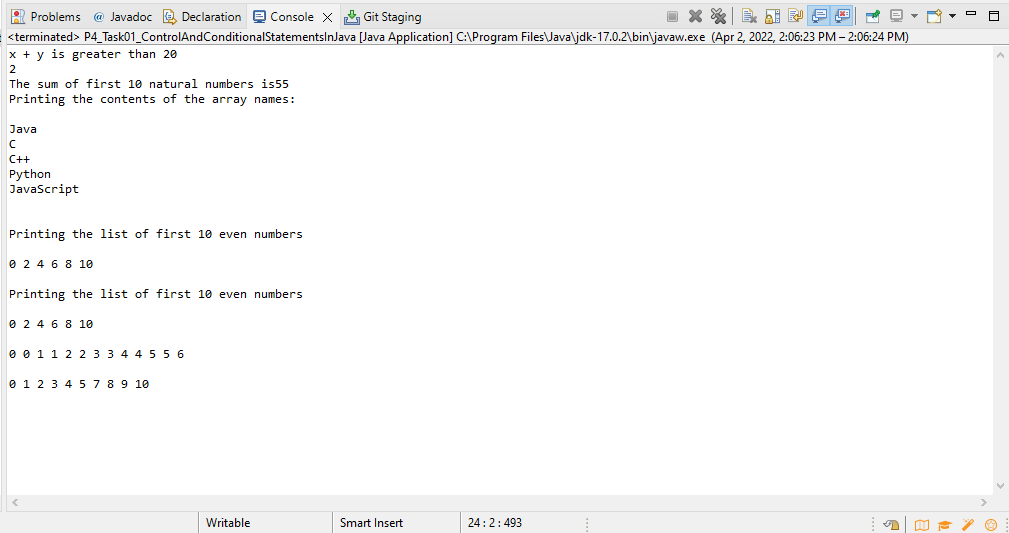 Problems @ Javadoc Declaration Console Git Staging
<terminated> P4_Task01_ControlAndConditionalStatementsInJava [Java Application] C:\Program Files\Java\jdk-17.0.2\bin\javaw.exe (Apr 2, 2022, 2:06:23 PM – 2:06:24 PM)
x + y is greater than 20
2
The sum of first 10 natural numbers is55
Printing the contents of the array names:
Java
C
C++
Python
JavaScript
Printing the list of first 10 even numbers
0 2 4 6 8 10
Printing the list of first 10 even numbers
0 2 4 6 8 10
0 0 1 1 2 2 3 3 4 4 5 5 6
0 1 2 3 4 5 7 8 9 10
Writable Smart Insert 24 : 2 : 493